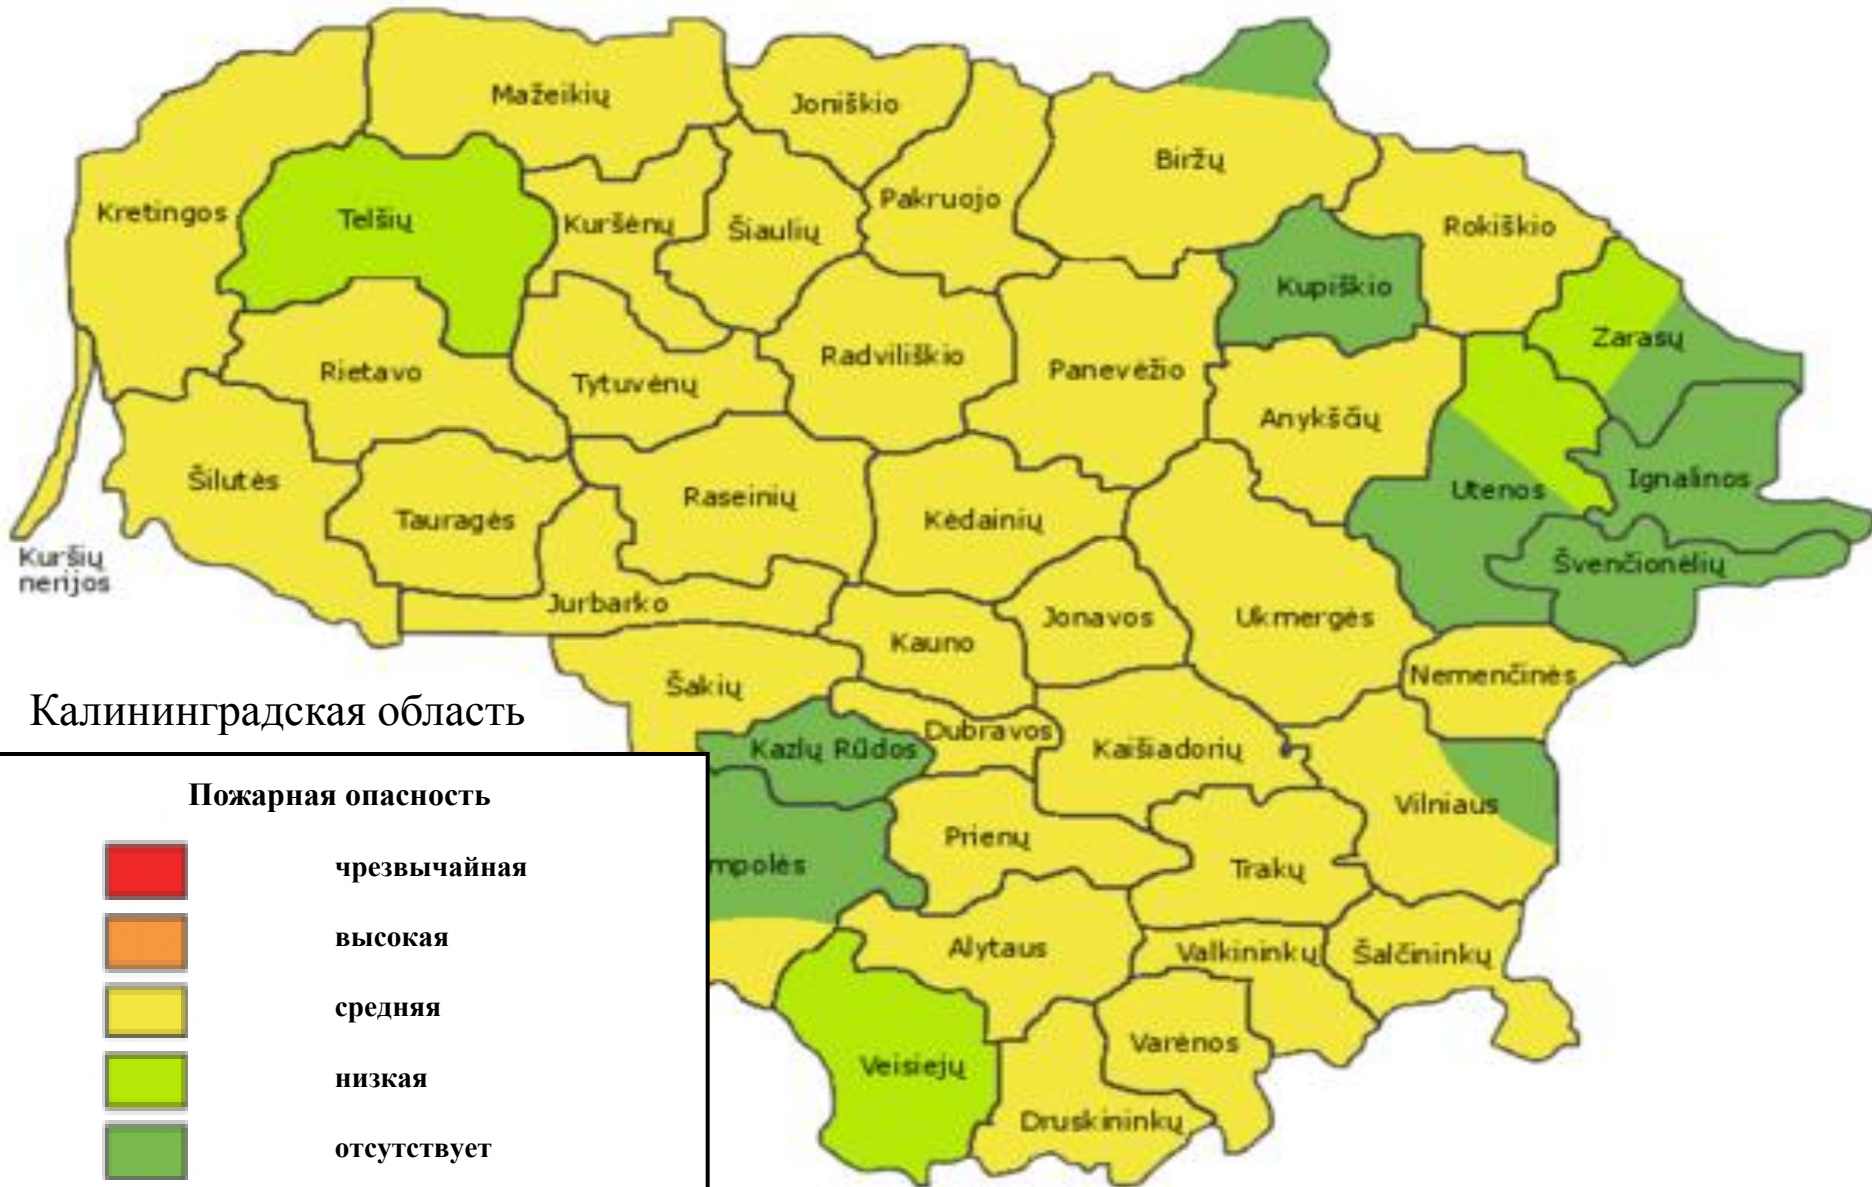 Mažeikių
Joniškio
Biržų
Kretingos
Telšių
Kuršėnų
Šiaulių
Pakruojo
Rokiškio
Kupiškio
Zarasų
Rietavo
Tytuvėnų
Radviliškio
Panevėžio
Anykščių
Šilutės
Tauragės
Raseinių
Kėdainių
Utenos
Ignalinos
Kuršių
nerijos
Švenčionėlių
Jurbarko
Kauno
Jonavos
Ukmergės
Šakių
Nemenčinės
Калининградская область
Kazlų Rūdos
Dubravos
Kaišiadorių
Vilniaus
Пожарная опасность
чрезвычайная
mpolės
Prienų
Trakų
высокая
Alytaus
Valkininkų
Šalčininkų
средняя
Varėnos
Veisiejų
низкая
Druskininkų
отсутствует